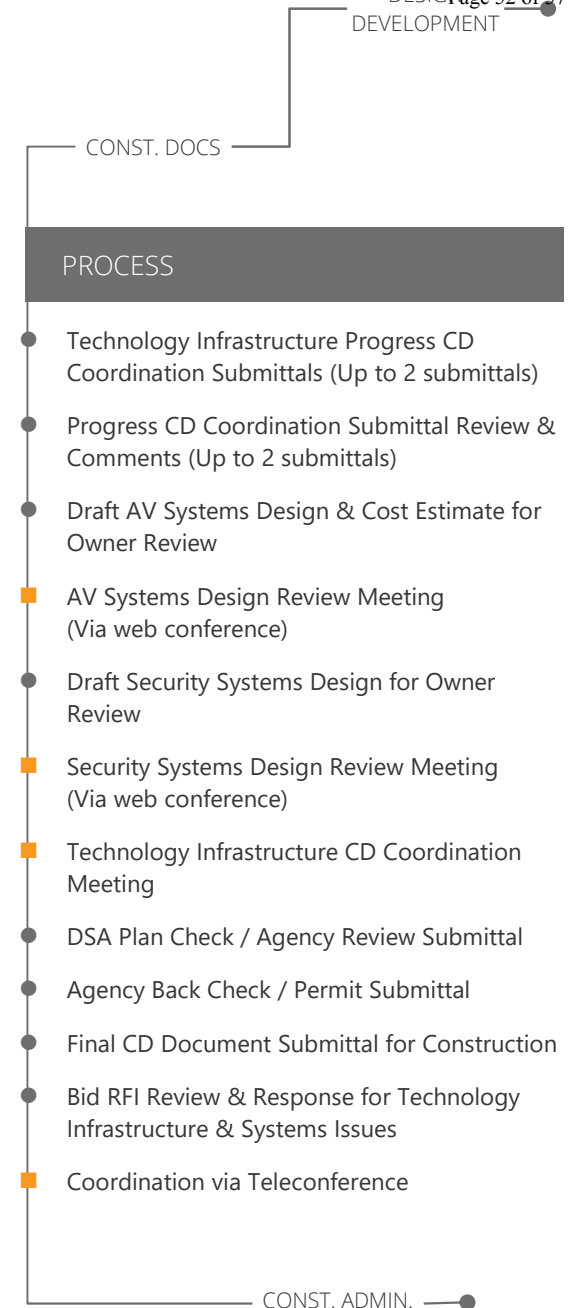 Page 32 of 37
DEVELOPMENT
CONST. DOCS
PROCESS
Technology Infrastructure Progress CD
Coordination Submittals (Up to 2 submittals)
Progress CD Coordination Submittal Review &
Comments (Up to 2 submittals)
Draft AV Systems Design & Cost Estimate for
Owner Review
AV Systems Design Review Meeting
(Via web conference)
Draft Security Systems Design for Owner
Review
Security Systems Design Review Meeting
(Via web conference)
Technology Infrastructure CD Coordination
Meeting
DSA Plan Check / Agency Review Submittal
Agency Back Check / Permit Submittal
Final CD Document Submittal for Construction
Bid RFI Review & Response for Technology
Infrastructure & Systems Issues
Coordination via Teleconference
CONST. ADMIN.